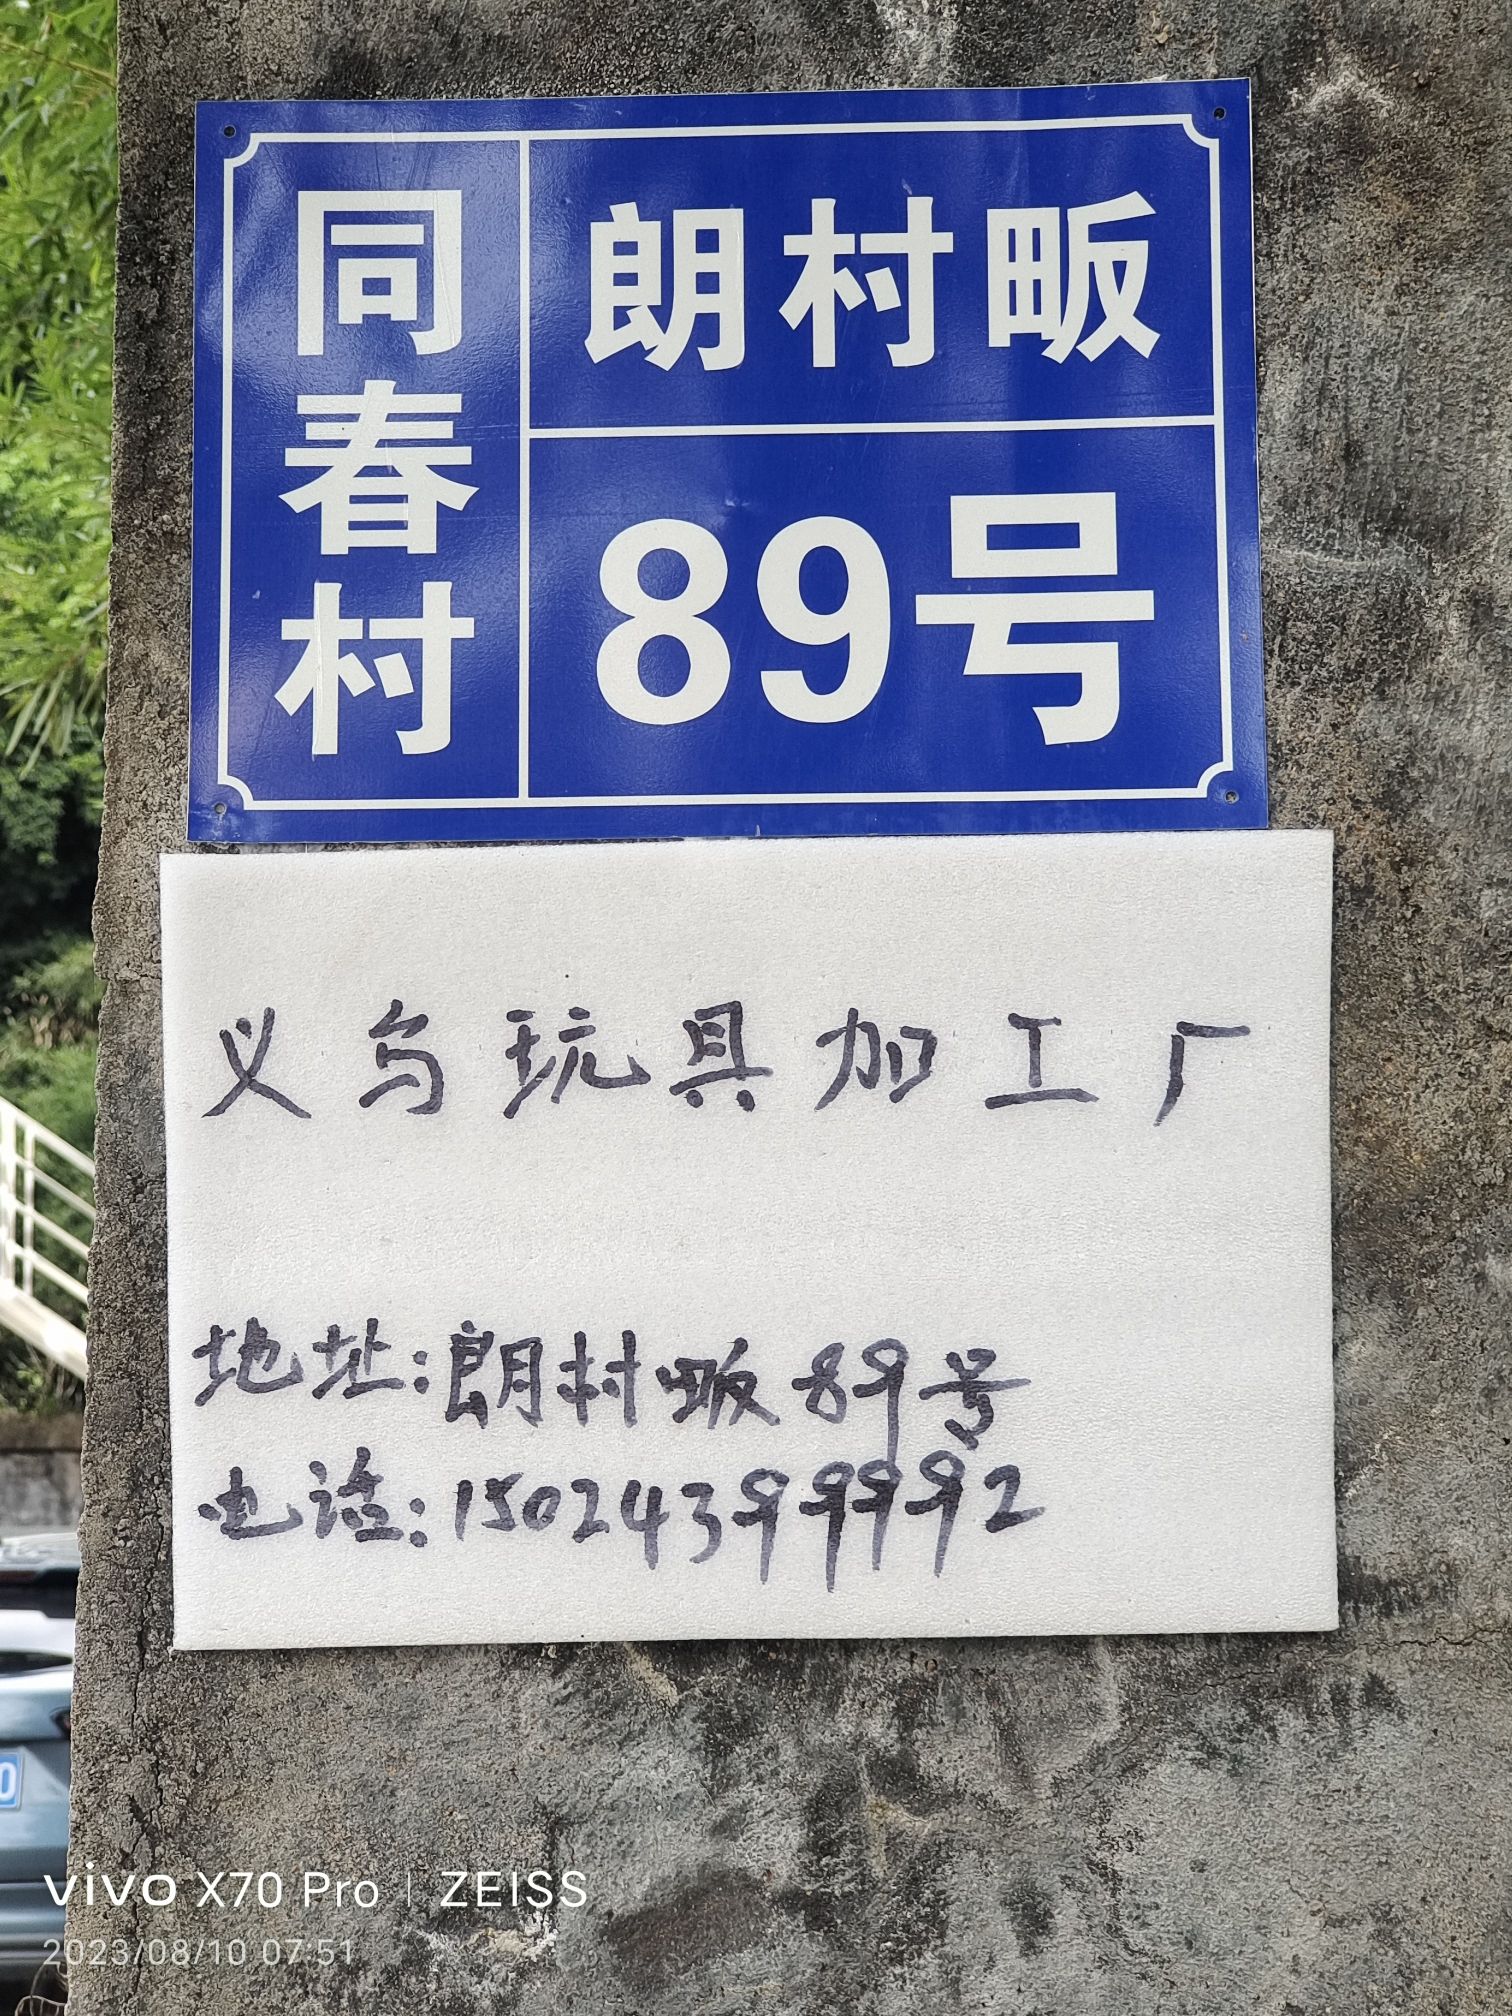 同春村
朗村畈
89号
义乌玩具加工厂
地址:朗村畈89号
电话:15024399992
0
vivo X70 Pro | ZEISS
2023/08/10 07:51